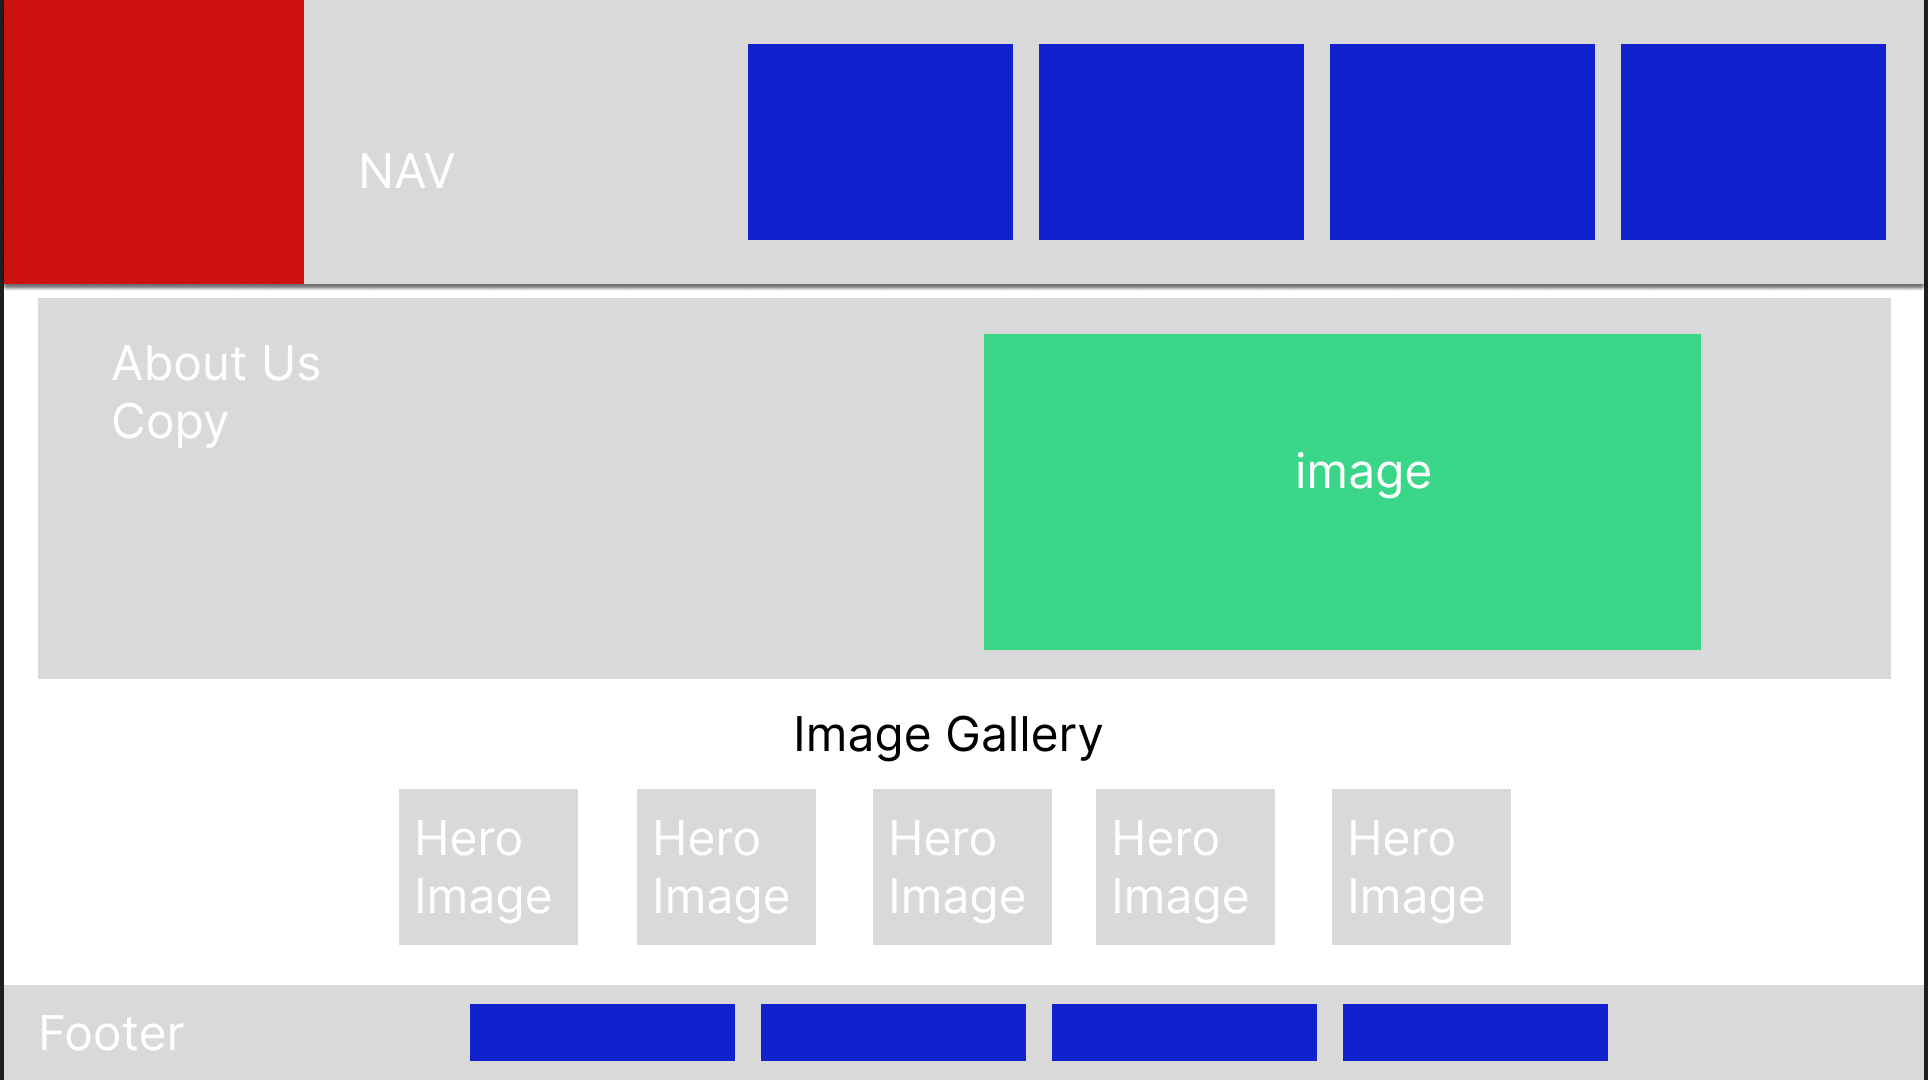 NAV
About Us
Copy
image
Image Gallery
Hero
Image
Hero
Image
Hero
Image
Hero
Image
Hero
Image
Footer